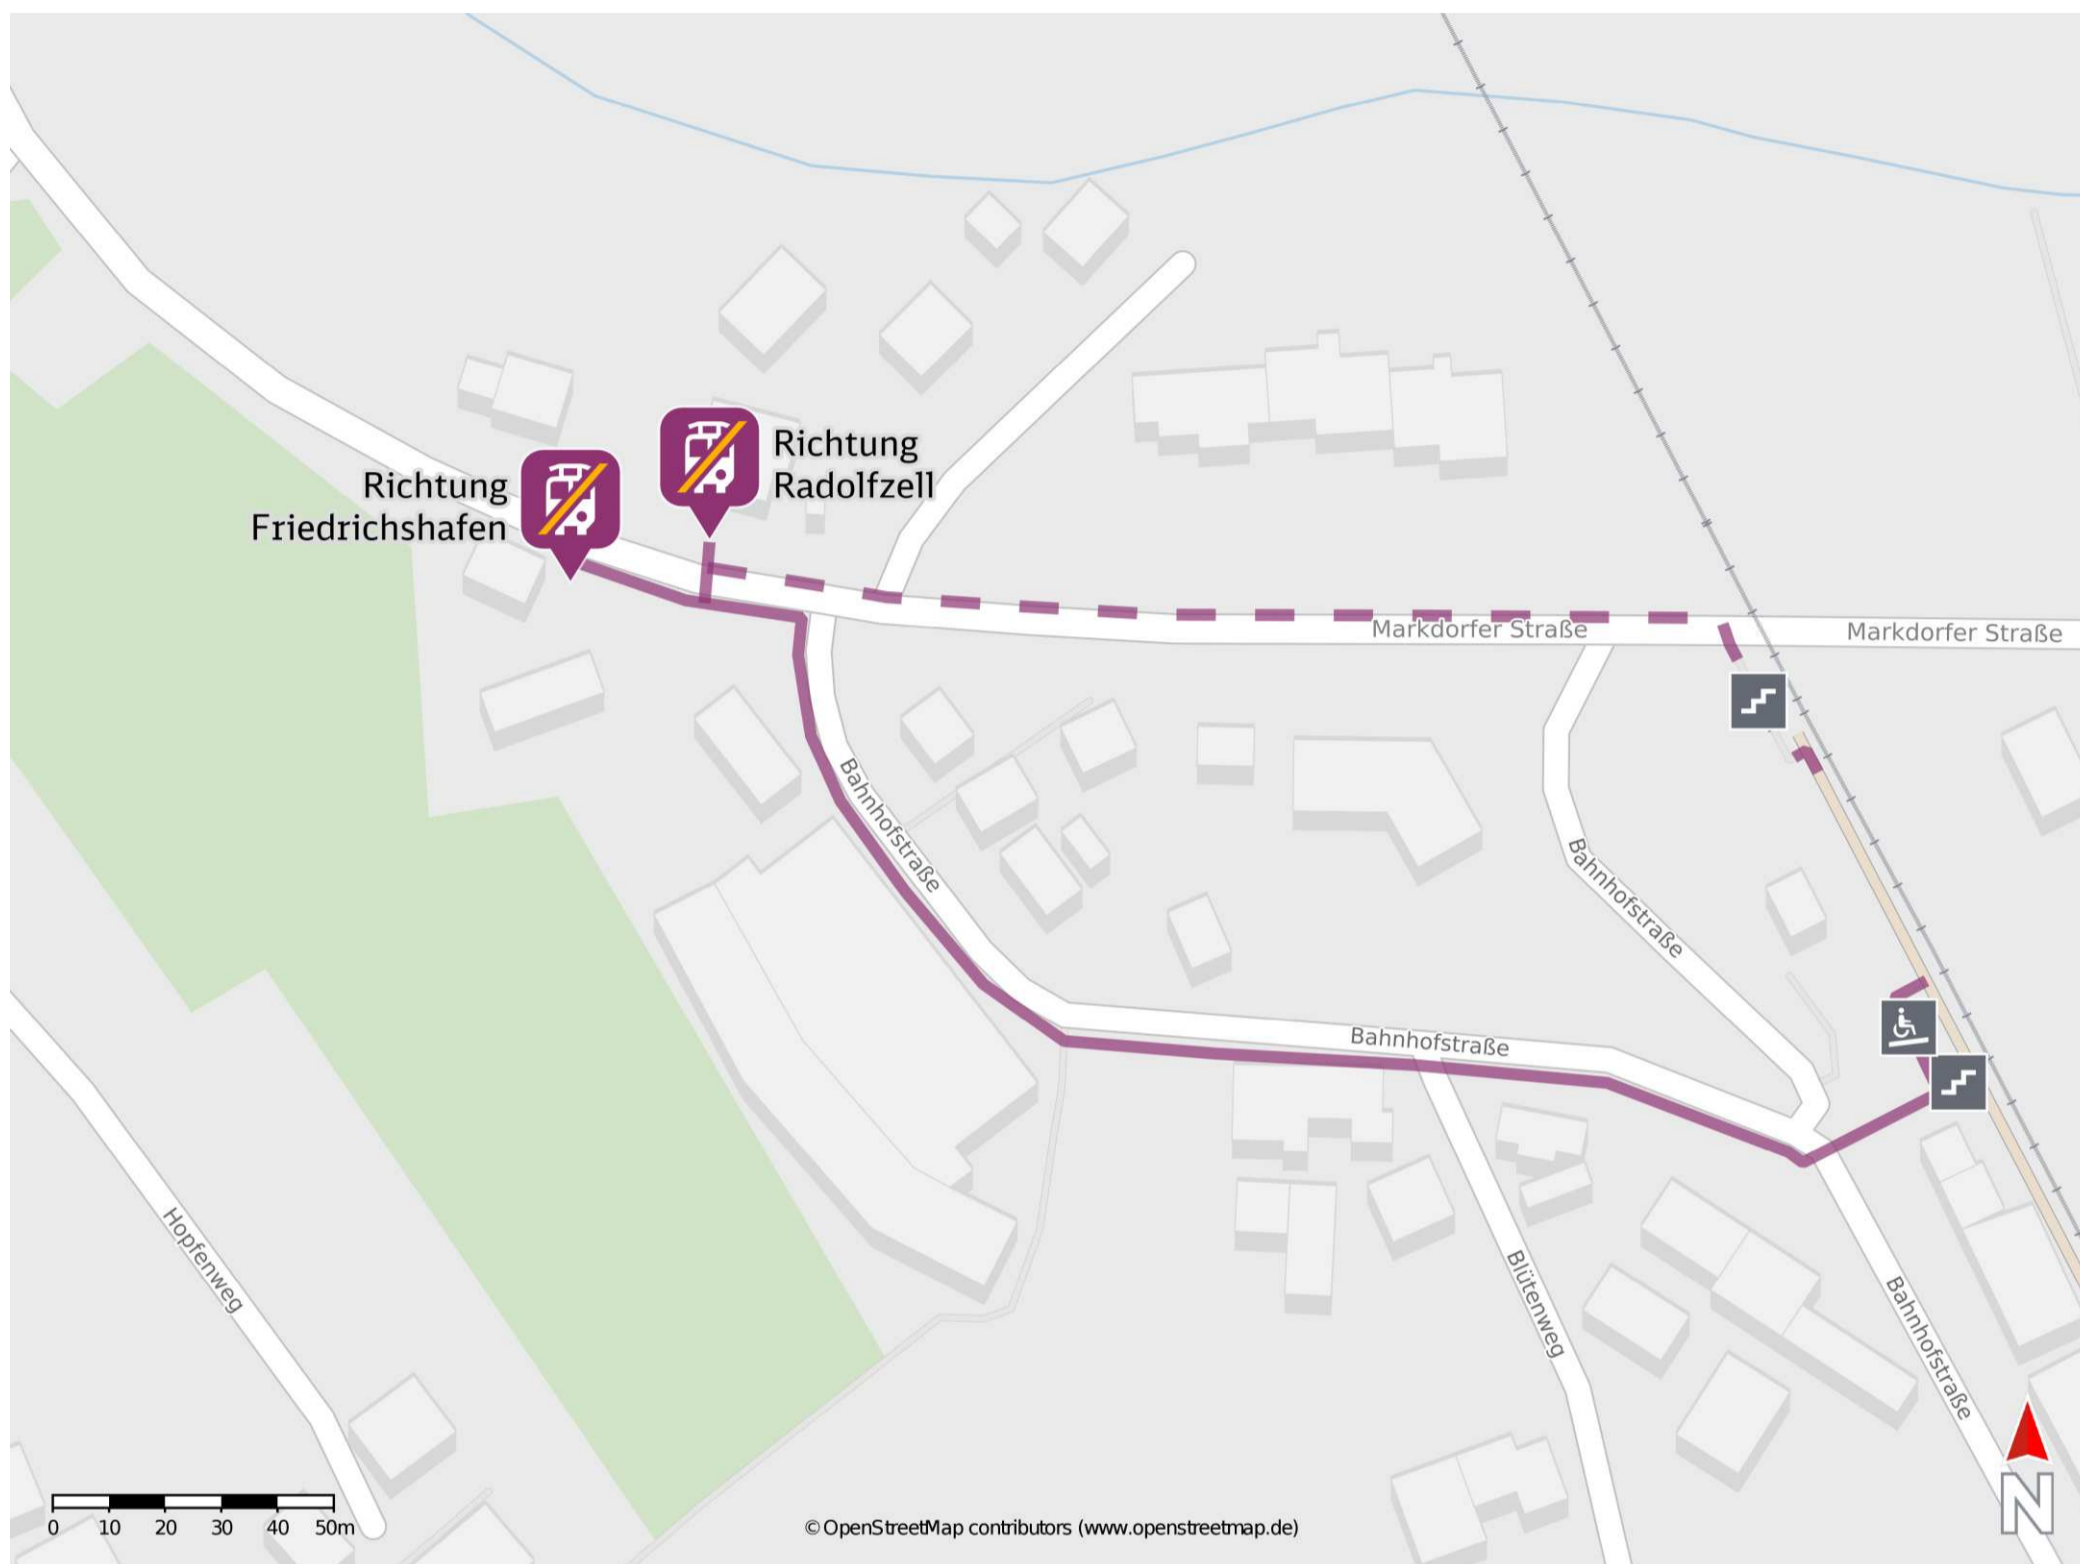 Richtung
Radolfzell
Richtung
Friedrichshafen
Markdorfer Straße
Markdorfer Straße
Bahnhofstraße
Bahnhofstraße
Bahnhofstraße
Hopfenweg
Blütenweg
Bahnhofstraße
0 10 20 30 40 50m
© OpenStreetMap contributors (www.openstreetmap.de)
N